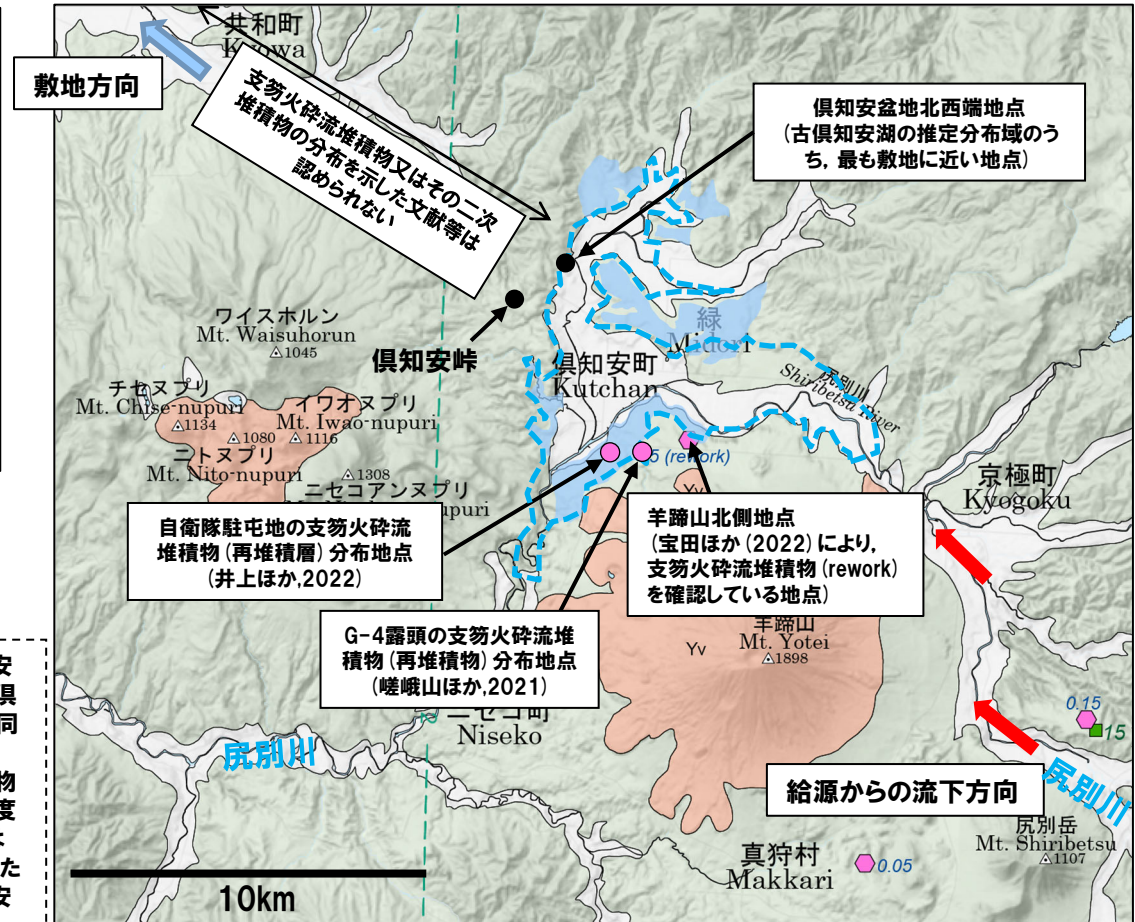 共和町
Kyowa
敷地方向
支笏火砕流堆積物又はその二次
堆積物の分布を示した文献等は
認められない
倶知安盆地北西端地点
(古倶知安湖の推定分布域のう
ち, 最も敷地に近い地点)
ワイスホルン
Mt. Waisuhorun
1045
倶知安峠
緑
Midori
倶知安町
Kutchan
尻別川
Shiribetsu River
チセヌプリ
Mt. Chise-nupuri
1134
イワオヌプリ
Mt. Iwao-nupuri
1080
1116
ニトヌプリ
Mt. Nito-nupuri
1308
ニセコアンヌプリ
nupuri
5 (rework)
Yv
京極町
Kyogoku
自衛隊駐屯地の支笏火砕流
堆積物(再堆積層)分布地点
(井上ほか,2022)
羊蹄山北側地点
(宝田ほか(2022)により,
支笏火砕流堆積物(rework)
を確認している地点)
G-4露頭の支笏火砕流堆
積物(再堆積物)分布地点
(嵯峨山ほか,2021)
羊蹄山
Mt. Yotei
1898
Yv
ニセコ町
Niseko
尻別川
0.15
15
給源からの流下方向
尻別川
尻別岳
Mt. Shiribetsu
1107
真狩村
Makkari
0.05
10km
安
倶
同
物
度
は
た
安